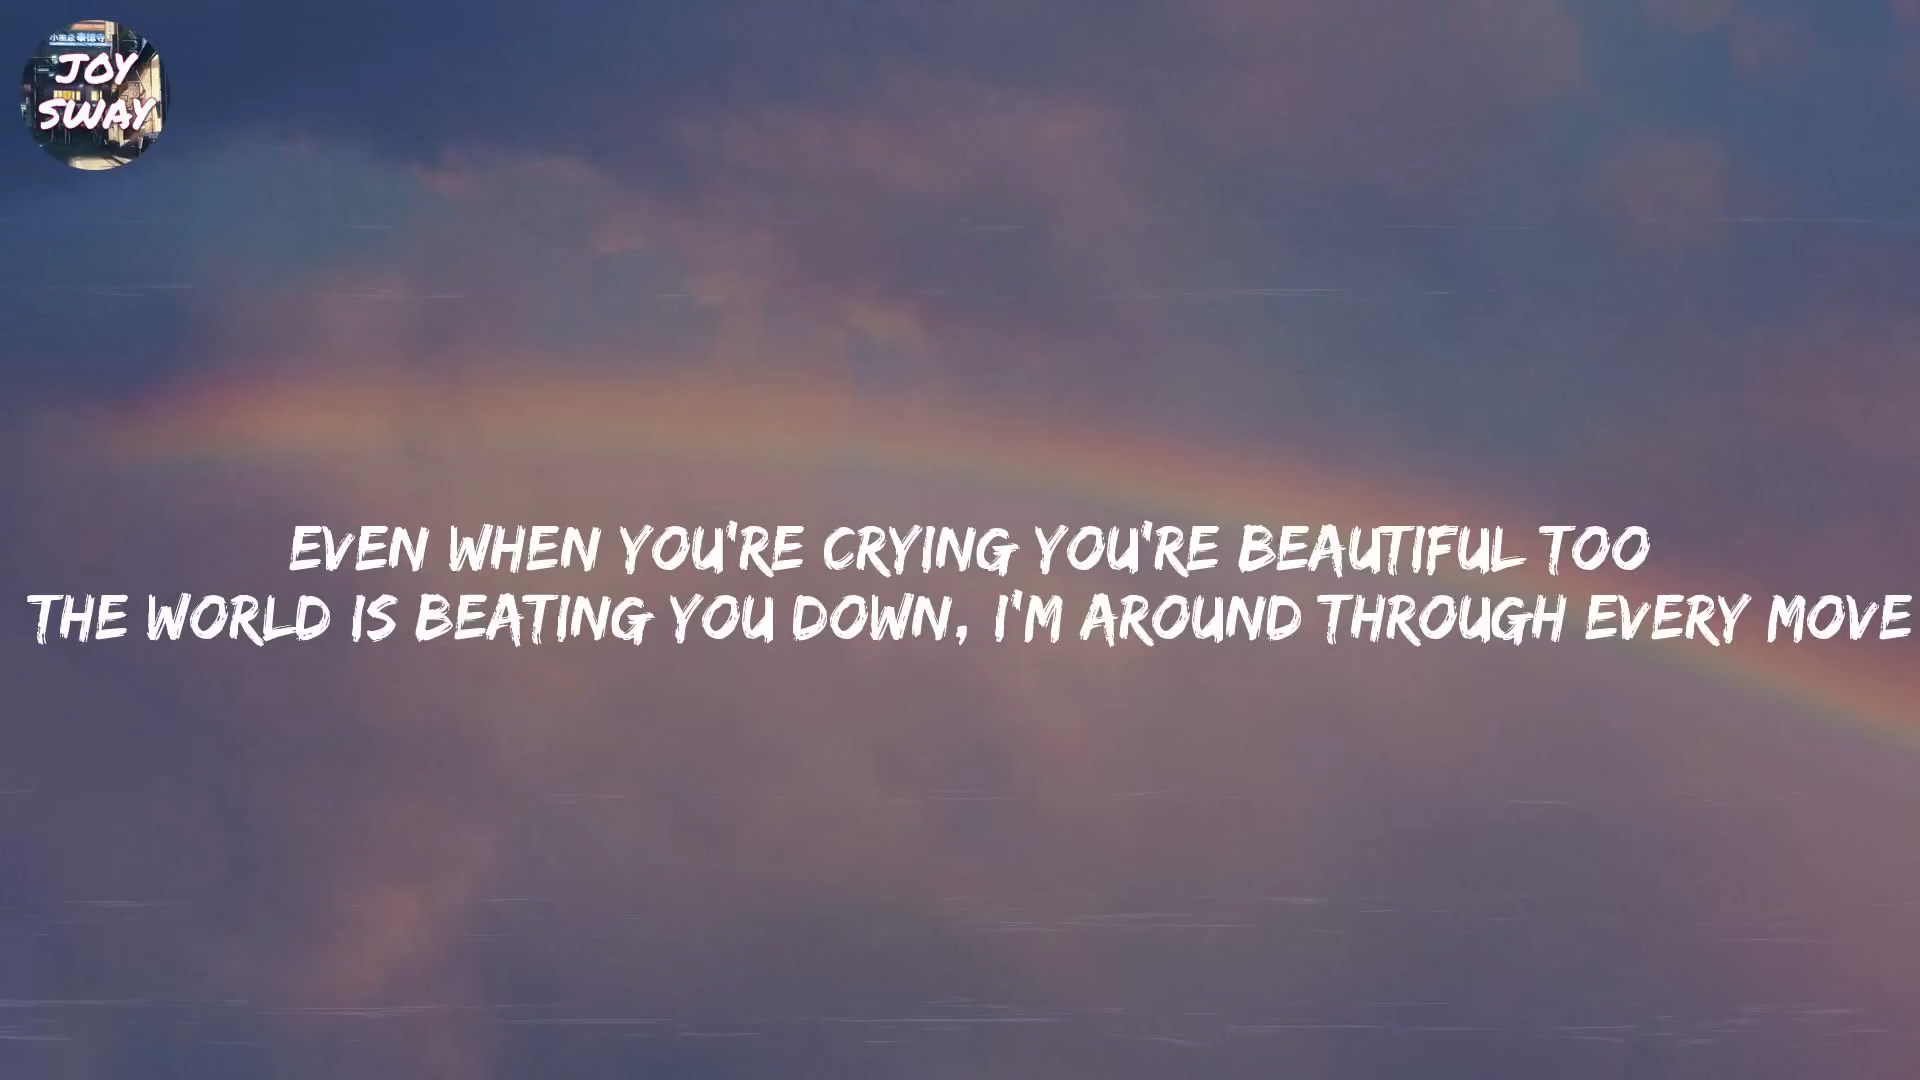 JOY
SWAY
EVEN WHEN YOU'RE CRYING YOU'RE BEAUTIFUL TOO
THE WORLD IS BEATING YOU DOWN, I'M AROUND THROUGH EVERY MOVE